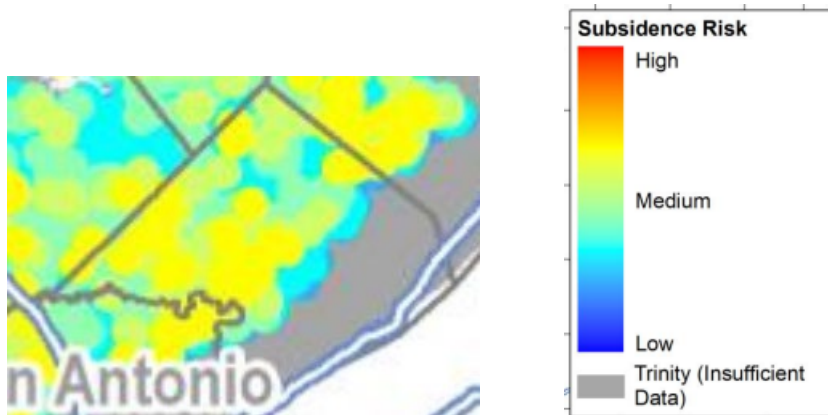 n Antonio
Subsidence Risk
High
Medium
Low
Trinity (Insufficient
Data)